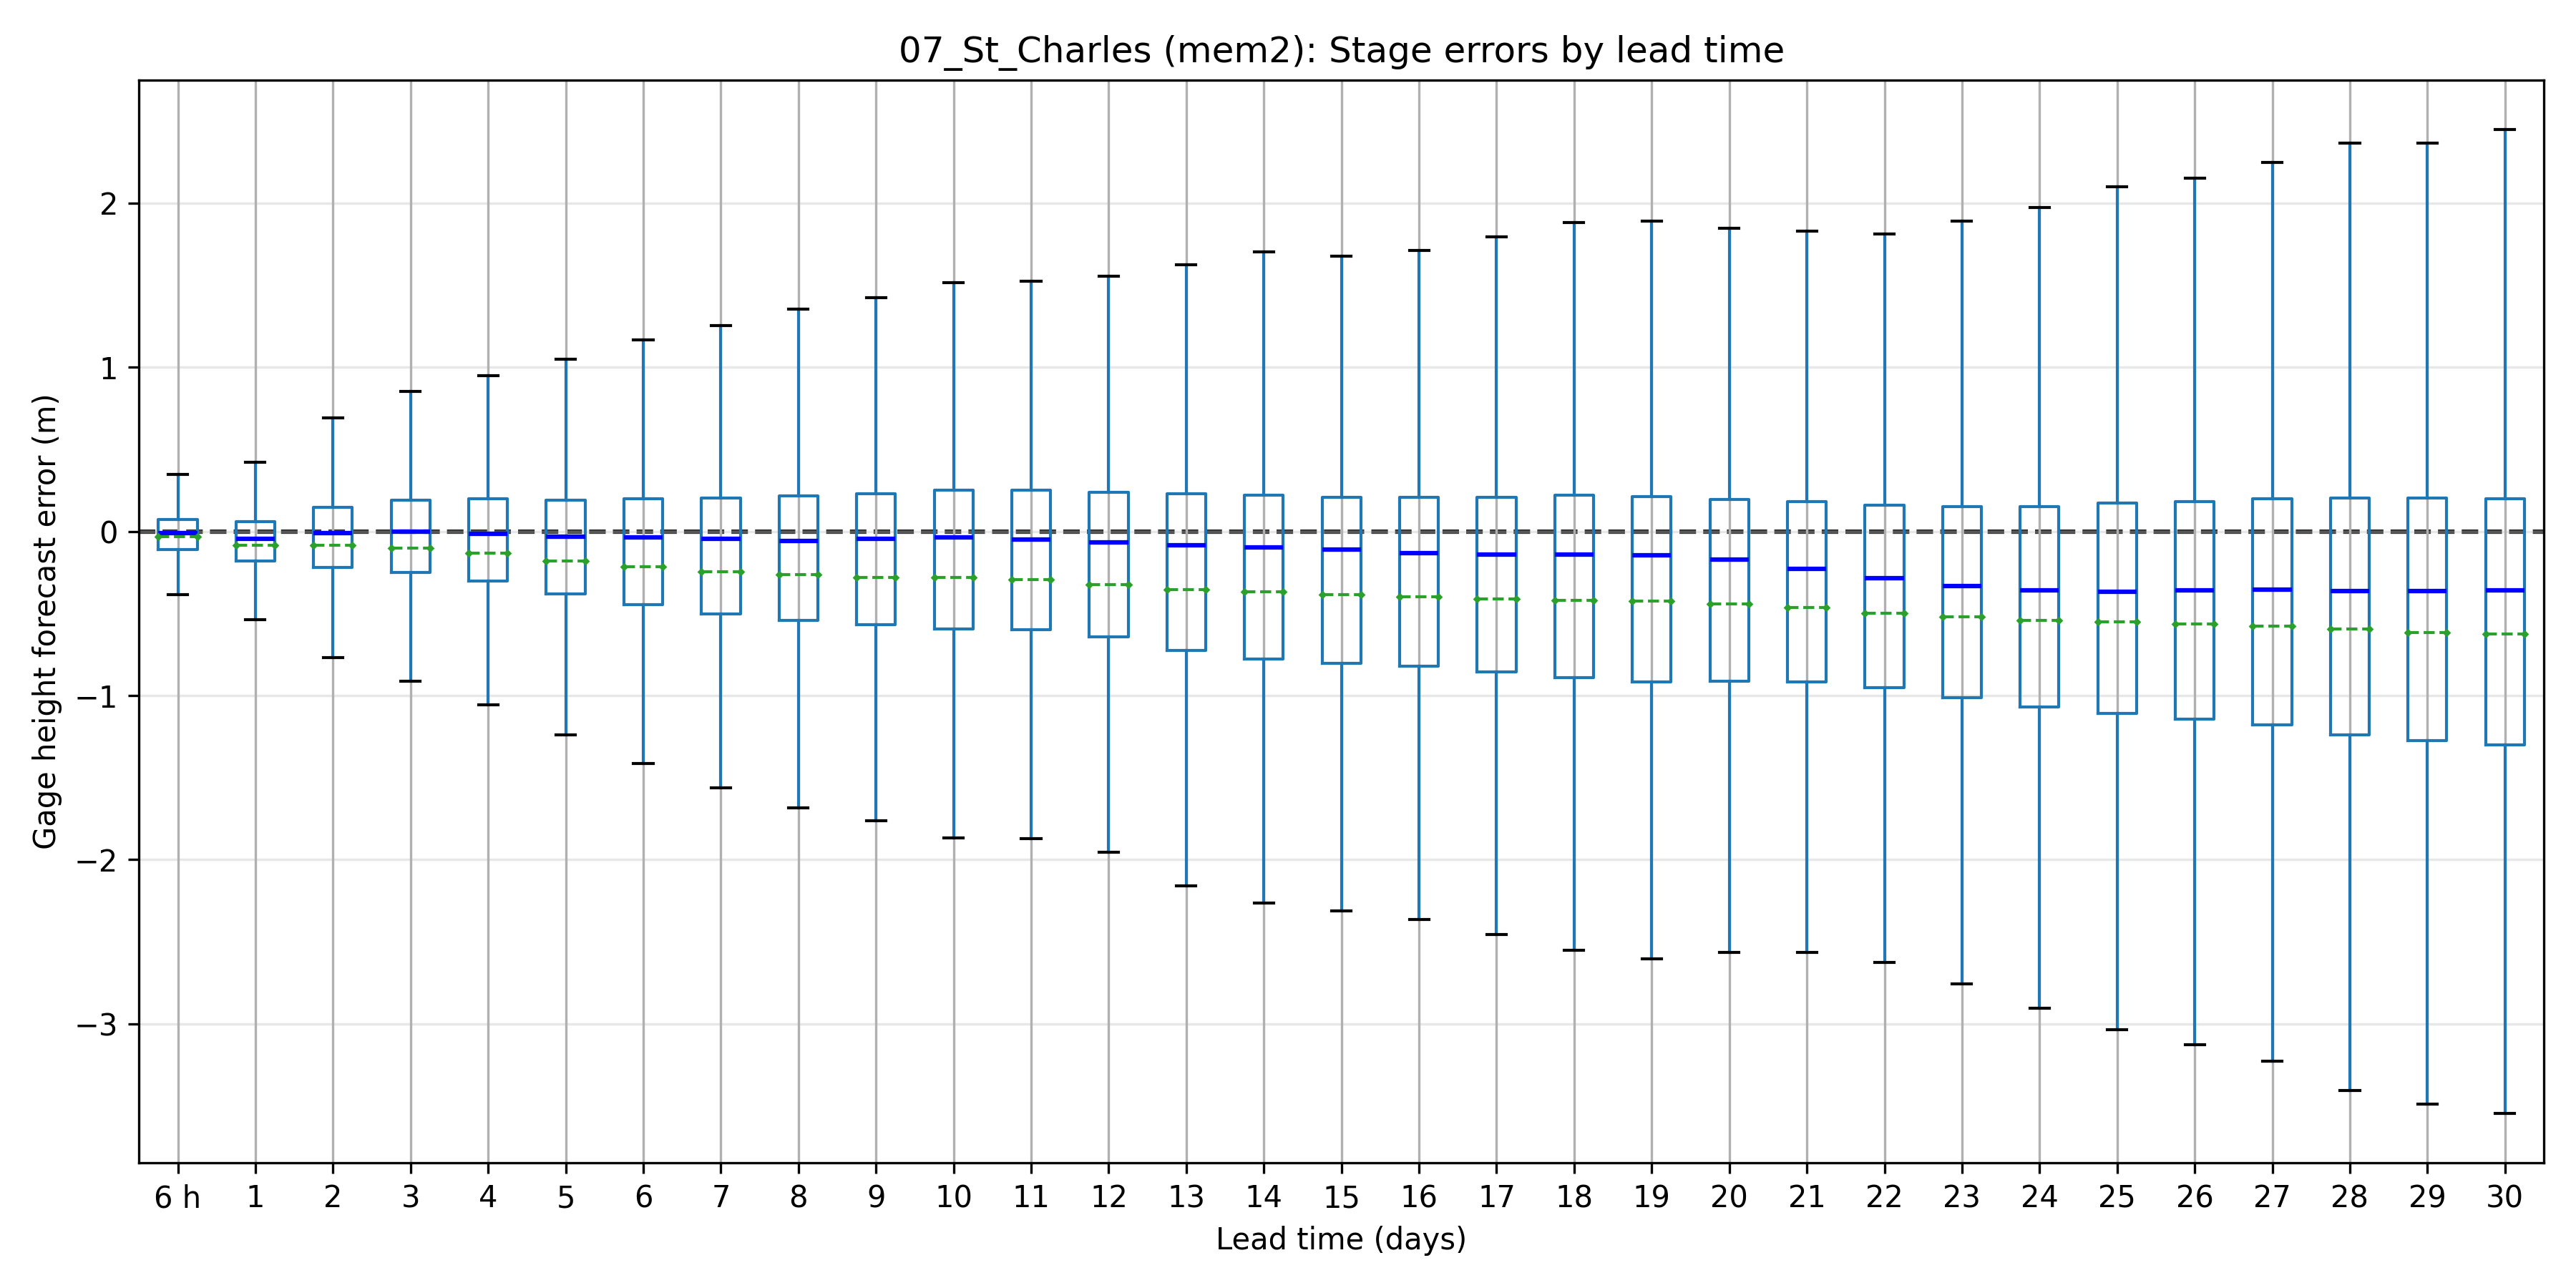 07_St_Charles (mem2): Stage errors by lead time
Gage height forecast error (m)
2
1
0
−1
−2
−3
6 h 1 2 3 4 5 6 7 8 9 10 11 12 13 14 15 16 17 18 19 20 21 22 23 24 25 26 27 28 29 30
Lead time (days)